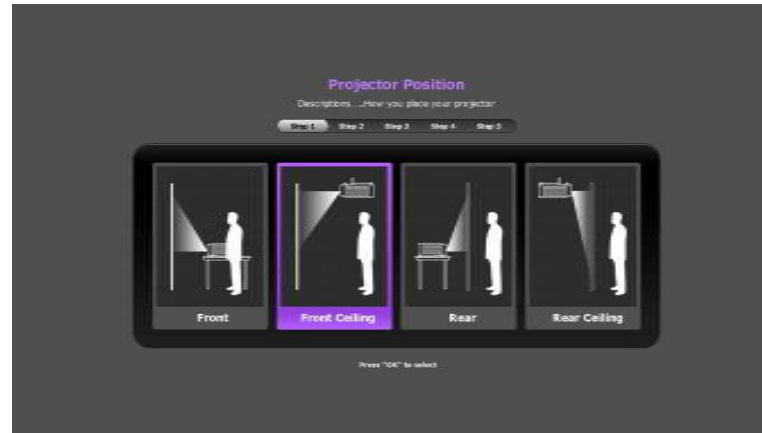 Projector Position
Descriptions....How you place your projector
Step 1 Step 2 Step 3 Step 4 Step 5
Front Front Ceiling Rear Rear Ceiling
Press "OK" to select